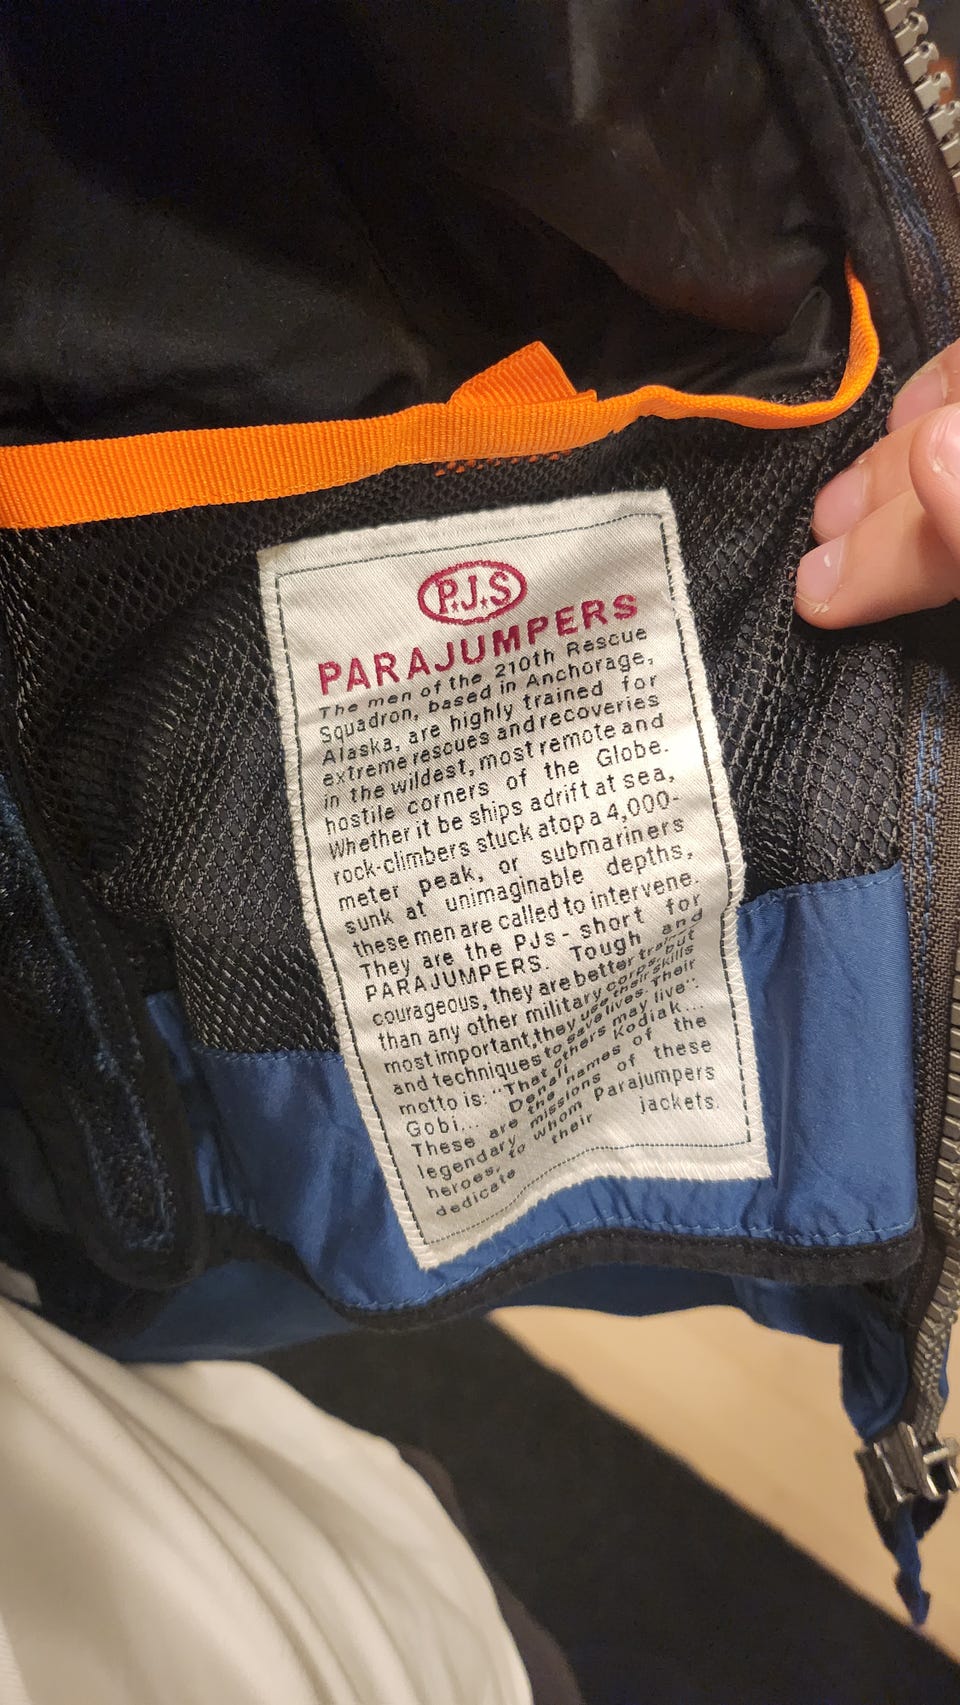 P.J.S
PARAJUMPERS
The men of the 210th Rescue
Squadron, based in Anchorage,
Alaska, are highly trained for
extreme rescues and recoveries
in the wildest, most remote and
hostile corners of the Globe.
Whether it be ships adrift at sea,
rock-climbers stuck atop a 4,000-
meter peak, or submariners
sunk at unimaginable depths,
these men are called to intervene.
They are the PJs - short for
PARAJUMPERS. Tough and
courageous, they are better trained
than any other military corps, but
most important, they use their skills
and techniques to save lives. Their
motto is: "That others may live".
Gobi... Denali... Kodiak...
These are the names of the
legendary missions of these
heroes, to whom Parajumpers
dedicate their jackets.